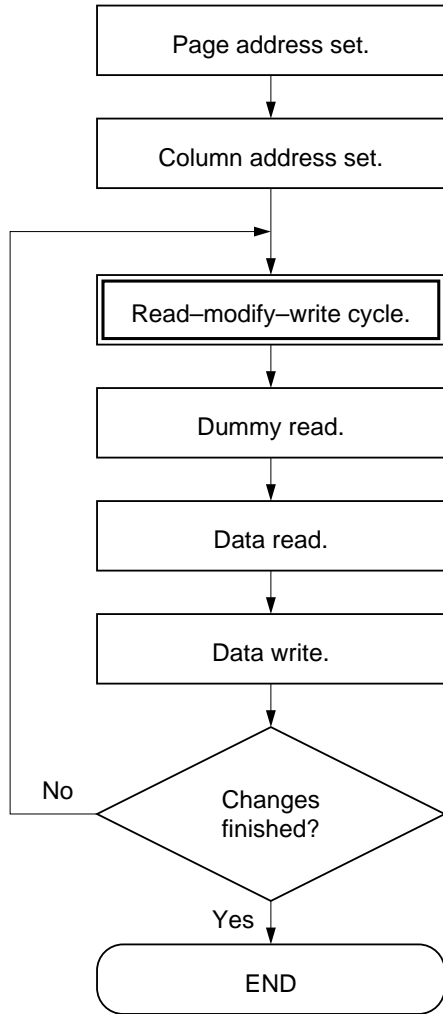 Page address set.
Column address set.
Read–modify–write cycle.
Dummy read.
Data read.
Data write.
Changes
finished?
No
Yes
END